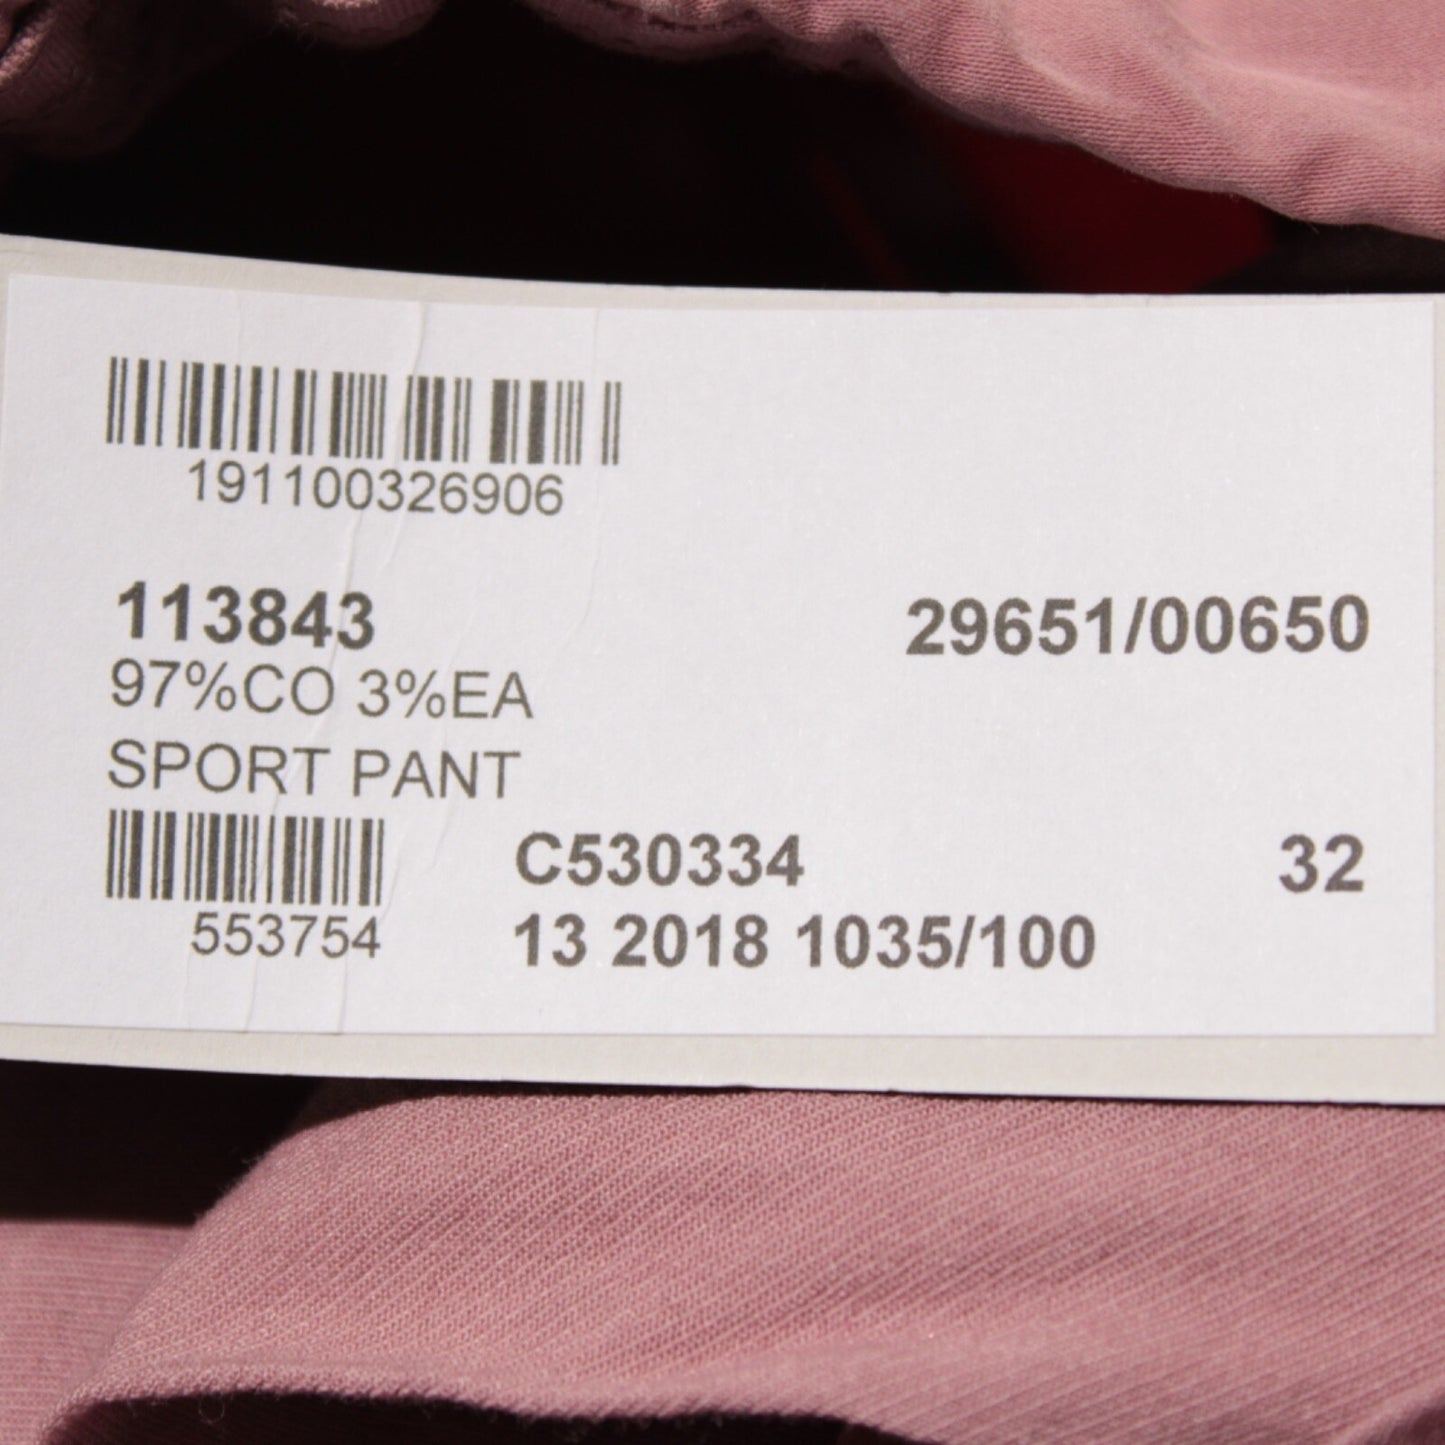 191100326906
113843 29651/00650
97%CO 3%EA
SPORT PANT
C530334 32
553754 13 2018 1035/100